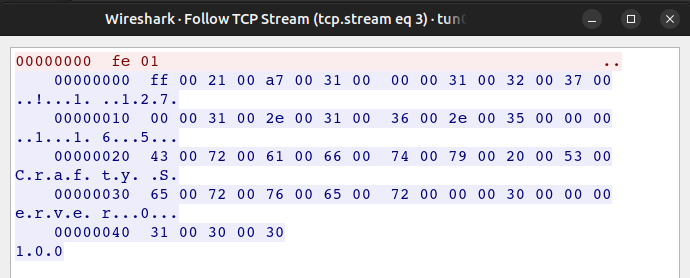 Wireshark · Follow TCP Stream (tcp.stream eq 3) · tun
00000000 fe 01 ..
00000000 ff 00 21 00 a7 00 31 00 00 00 31 00 32 00 37 00
..!...1. ..1.2.7.
00000010 00 00 31 00 2e 00 31 00 36 00 2e 00 35 00 00 00
..1...1. 6...5...
00000020 43 00 72 00 61 00 66 00 74 00 79 00 20 00 53 00
C.r.a.f. t.y. .S.
00000030 65 00 72 00 76 00 65 00 72 00 00 00 30 00 00 00
e.r.v.e. r...0...
00000040 31 00 30 00 30
1.0.0